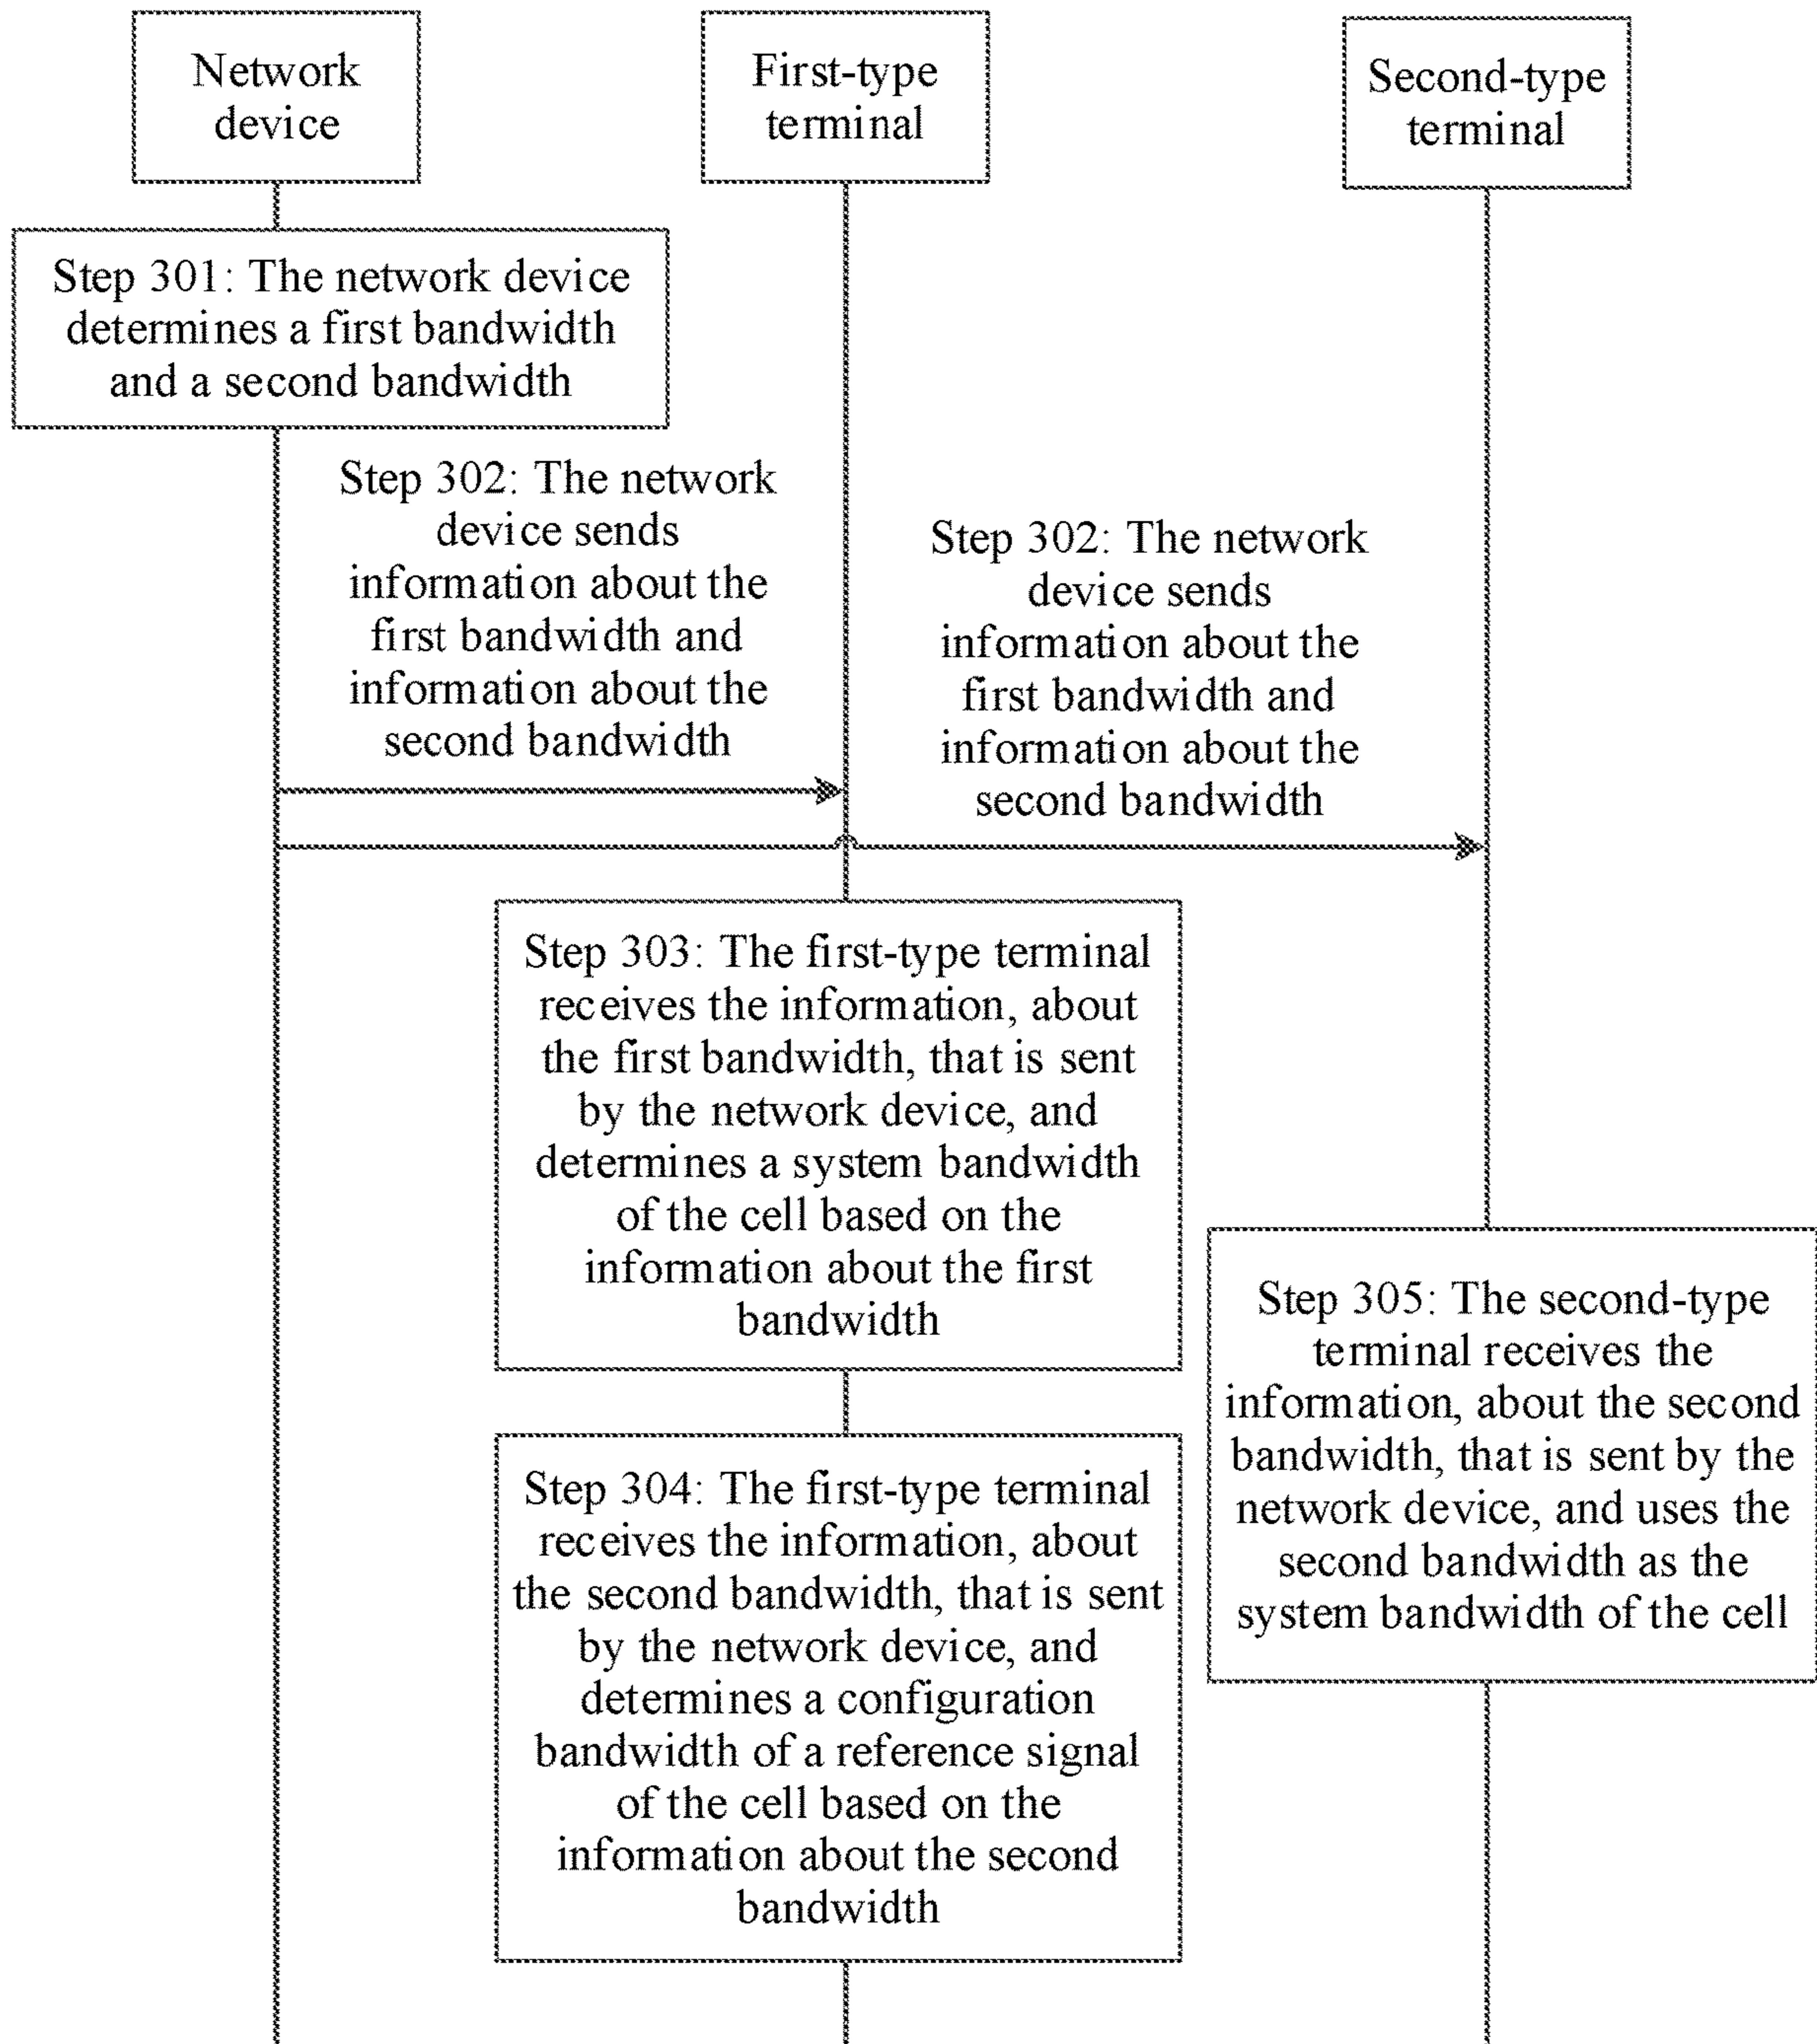 Network
device
First-type
terminal
Second-type
terminal
Step 301: The network device
determines a first bandwidth
and a second bandwidth
Step 302: The network
device sends
information about the
first bandwidth and
information about the
second bandwidth
Step 302: The network
device sends
information about the
first bandwidth and
information about the
second bandwidth
Step 303: The first-type terminal
receives the information, about
the first bandwidth, that is sent
by the network device, and
determines a system bandwidth
of the cell based on the
information about the first
bandwidth
Step 304: The first-type terminal
receives the information, about
the second bandwidth, that is sent
by the network device, and
determines a configuration
bandwidth of a reference signal
of the cell based on the
information about the second
bandwidth
Step 305: The second-type
terminal receives the
information, about the second
bandwidth, that is sent by the
network device, and uses the
second bandwidth as the
system bandwidth of the cell